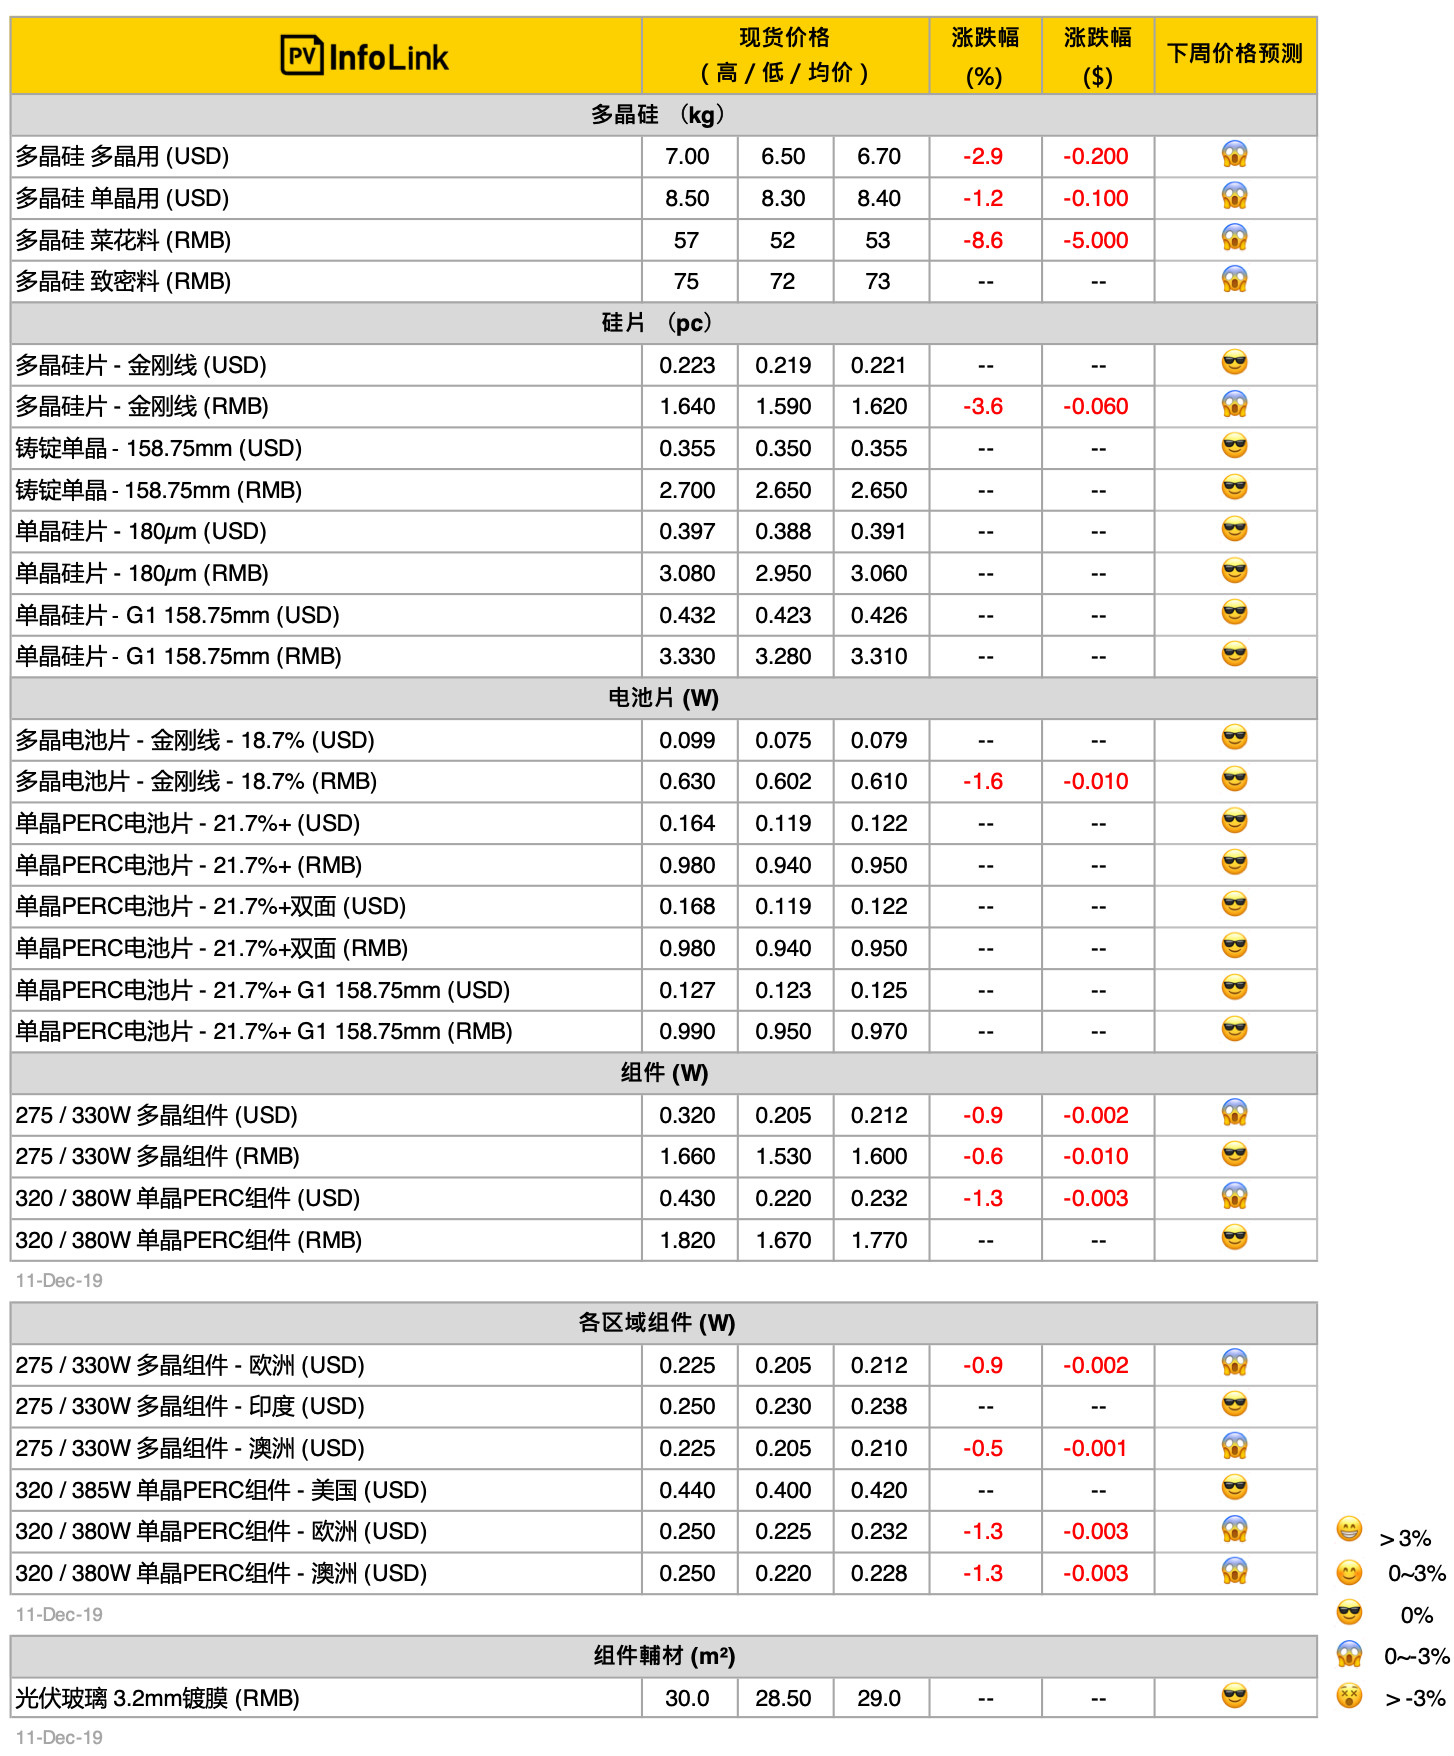 PV InfoLink 现货价格 (高/低/均价) 涨跌幅 (%) 涨跌幅 ($) 下周价格预测
多晶硅 (kg)
多晶硅 多晶用 (USD) 7.00 6.50 6.70 -2.9 -0.200
多晶硅 单晶用 (USD) 8.50 8.30 8.40 -1.2 -0.100
多晶硅 菜花料 (RMB) 57 52 53 -8.6 -5.000
多晶硅 致密料 (RMB) 75 72 73 -- --
硅片 (pc)
多晶硅片 - 金刚线 (USD) 0.223 0.219 0.221 -- --
多晶硅片 - 金刚线 (RMB) 1.640 1.590 1.620 -3.6 -0.060
铸锭单晶 - 158.75mm (USD) 0.355 0.350 0.355 -- --
铸锭单晶 - 158.75mm (RMB) 2.700 2.650 2.650 -- --
单晶硅片 - 180μm (USD) 0.397 0.388 0.391 -- --
单晶硅片 - 180μm (RMB) 3.080 2.950 3.060 -- --
单晶硅片 - G1 158.75mm (USD) 0.432 0.423 0.426 -- --
单晶硅片 - G1 158.75mm (RMB) 3.330 3.280 3.310 -- --
电池片 (W)
多晶电池片 - 金刚线 - 18.7% (USD) 0.099 0.075 0.079 -- --
多晶电池片 - 金刚线 - 18.7% (RMB) 0.630 0.602 0.610 -1.6 -0.010
单晶PERC电池片 - 21.7%+ (USD) 0.164 0.119 0.122 -- --
单晶PERC电池片 - 21.7%+ (RMB) 0.980 0.940 0.950 -- --
单晶PERC电池片 - 21.7%+双面 (USD) 0.168 0.119 0.122 -- --
单晶PERC电池片 - 21.7%+双面 (RMB) 0.980 0.940 0.950 -- --
单晶PERC电池片 - 21.7%+ G1 158.75mm (USD) 0.127 0.123 0.125 -- --
单晶PERC电池片 - 21.7%+ G1 158.75mm (RMB) 0.990 0.950 0.970 -- --
组件 (W)
275 / 330W 多晶组件 (USD) 0.320 0.205 0.212 -0.9 -0.002
275 / 330W 多晶组件 (RMB) 1.660 1.530 1.600 -0.6 -0.010
320 / 380W 单晶PERC组件 (USD) 0.430 0.220 0.232 -1.3 -0.003
320 / 380W 单晶PERC组件 (RMB) 1.820 1.670 1.770 -- --
11-Dec-19
各区域组件 (W)
275 / 330W 多晶组件 - 欧洲 (USD) 0.225 0.205 0.212 -0.9 -0.002
275 / 330W 多晶组件 - 印度 (USD) 0.250 0.230 0.238 -- --
275 / 330W 多晶组件 - 澳洲 (USD) 0.225 0.205 0.210 -0.5 -0.001
320 / 385W 单晶PERC组件 - 美国 (USD) 0.440 0.400 0.420 -- --
320 / 380W 单晶PERC组件 - 欧洲 (USD) 0.250 0.225 0.232 -1.3 -0.003
320 / 380W 单晶PERC组件 - 澳洲 (USD) 0.250 0.220 0.228 -1.3 -0.003
11-Dec-19
组件輔材 (m²)
光伏玻璃 3.2mm镀膜 (RMB) 30.0 28.50 29.0 -- --
11-Dec-19
> 3%
0~3%
0%
0~-3%
> -3%